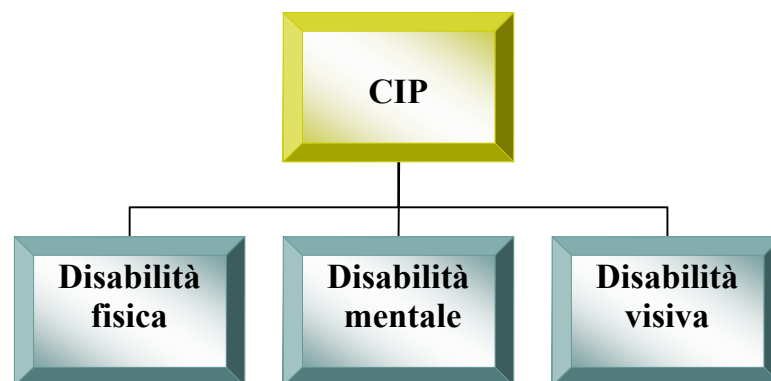 CIP
Disabilità
fisica
Disabilità
mentale
Disabilità
visiva